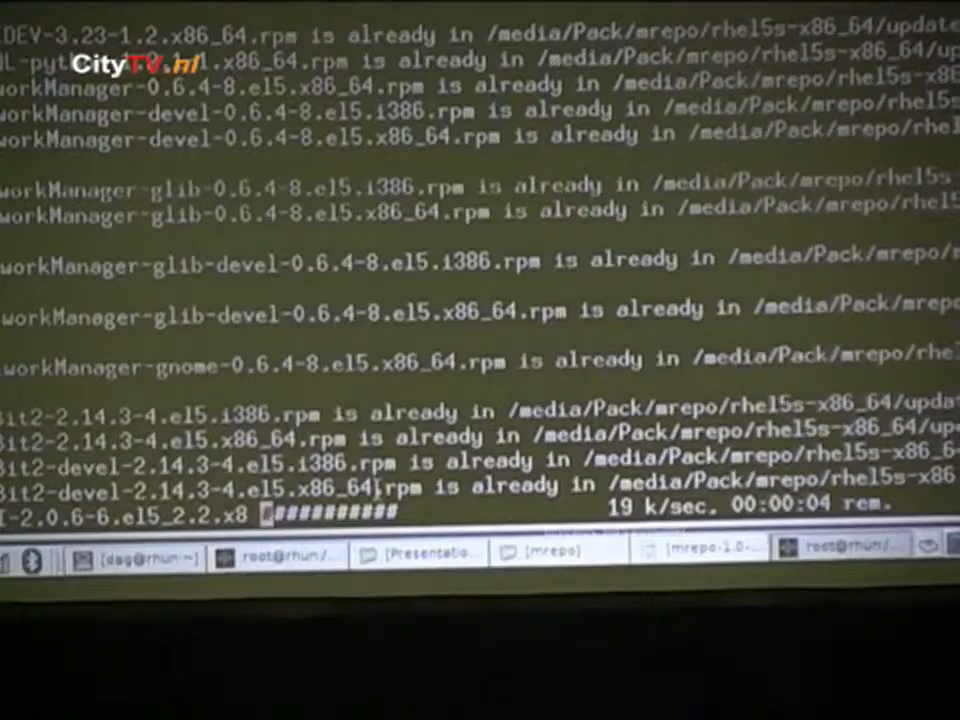 DEV-3.23-1.2.x86_64.rpm is already in /media/Pack/mrepo/rhel5s-x86_64/update
CityTV.nl
1.x86_64.rpm is already in /media/Pack/mrepo/rhel5s-x86_64/up
workManager-0.6.4-8.el5.x86_64.rpm is already in /media/Pack/mrepo/rhel5s-x86
workManager-devel-0.6.4-8.el5.i386.rpm is already in /media/Pack/mrepo/rhel5s
workManager-devel-0.6.4-8.el5.x86_64.rpm is already in /media/Pack/mrepo/rhel
workManager-glib-0.6.4-8.el5.i386.rpm is already in /media/Pack/mrepo/rhel5s
workManager-glib-0.6.4-8.el5.x86_64.rpm is already in /media/Pack/mrepo/rhel5
workManager-glib-devel-0.6.4-8.el5.i386.rpm is already in /media/Pack/mrepo/
workManager-glib-devel-0.6.4-8.el5.x86_64.rpm is already in /media/Pack/mrepo
workManager-gnome-0.6.4-8.el5.x86_64.rpm is already in /media/Pack/mrepo/rhel
Bit2-2.14.3-4.el5.i386.rpm is already in /media/Pack/mrepo/rhel5s-x86_64/updat
Bit2-2.14.3-4.el5.x86_64.rpm is already in /media/Pack/mrepo/rhel5s-x86_64/up
Bit2-devel-2.14.3-4.el5.i386.rpm is already in /media/Pack/mrepo/rhel5s-x86_6
Bit2-devel-2.14.3-4.el5.x86_64.rpm is already in /media/Pack/mrepo/rhel5s-x86
I-2.0.6-6.el5_2.2.x8 ########### 19 k/sec. 00:00:04 rem.
[dag@rhun:~] root@rhun/... [Presentatio... [mrepo] [mrepo-1.0-... root@rhun/...